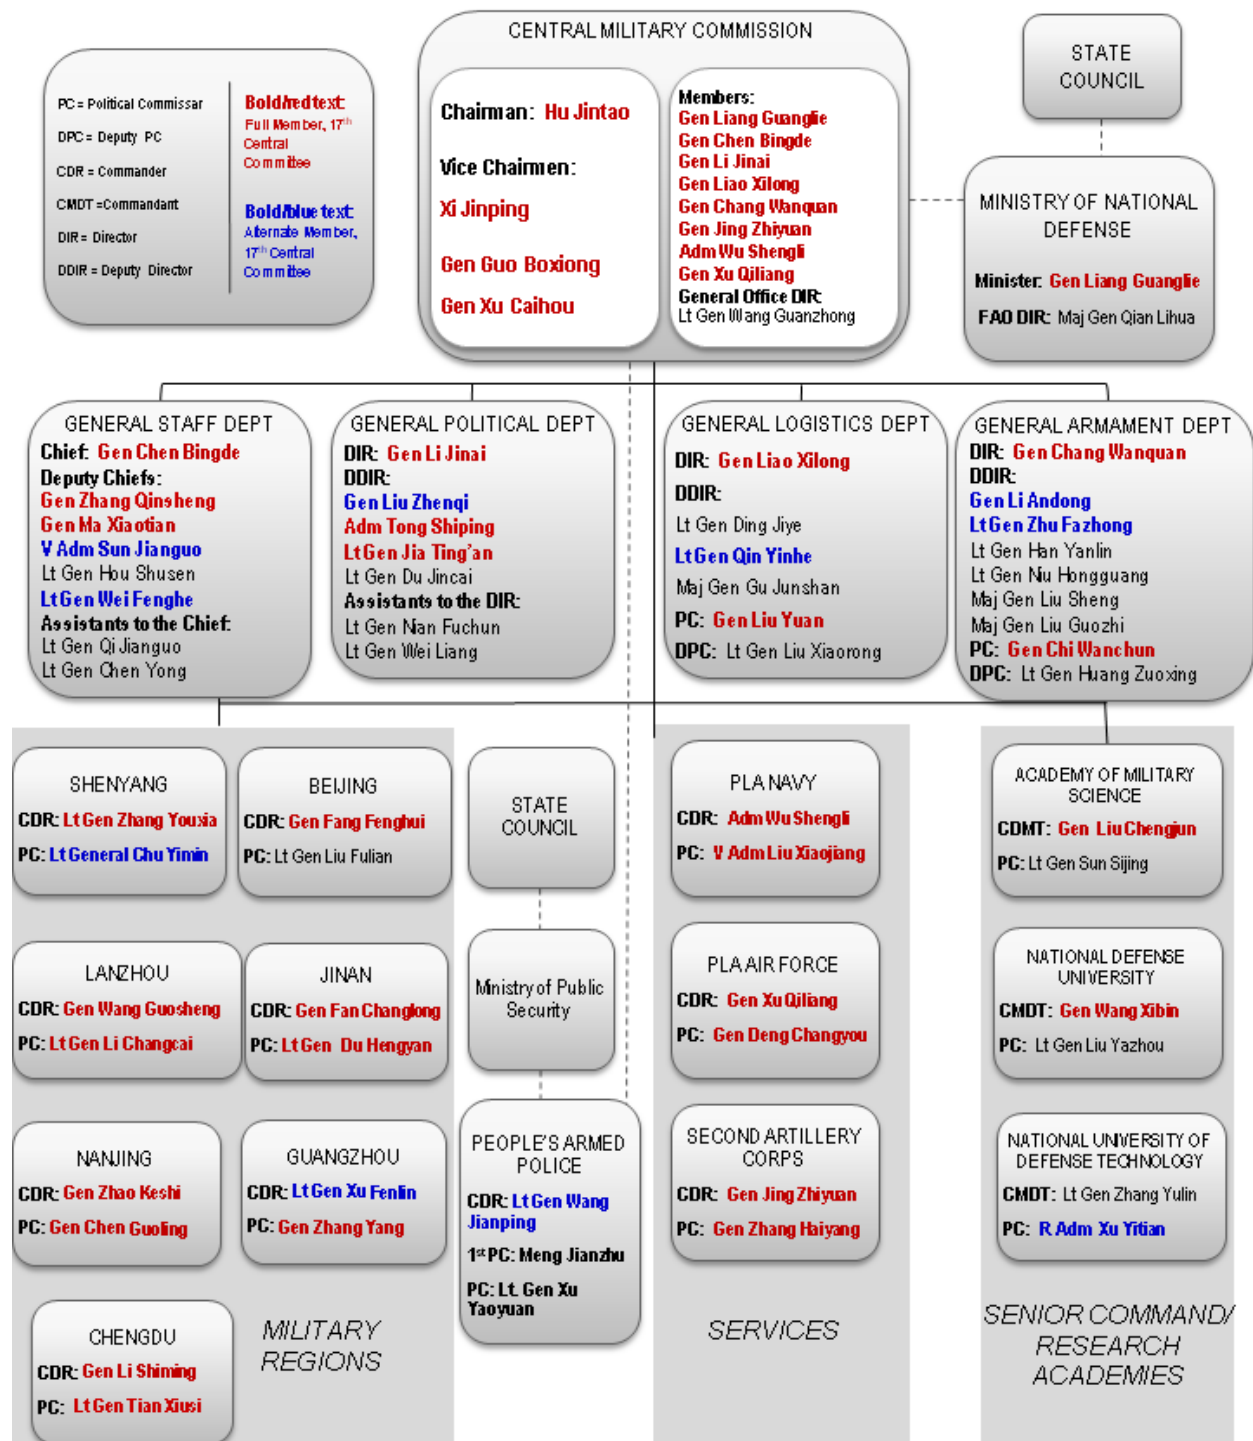 CENTRAL MILITARY COMMISSION
Chairman: Hu Jintao
Vice Chairmen:
Xi Jinping
Gen Guo Boxiong
Gen Xu Caihou
Members:
Gen Liang Guanglie
Gen Chen Bingde
Gen Li Jinai
Gen Liao Xilong
Gen Chang Wanquan
Gen Jing Zhiyuan
Adm Wu Shengli
Gen Xu Qiliang
General Office DIR:
Lt Gen Wang Guanzhong
PC = Political Commissar
DPC = Deputy PC
CDR = Commander
CMDT =Commandant
DIR = Director
DDIR = Deputy Director
Bold/red text:
Full Member, 17th
Central
Committee
Bold/blue text:
Alternate Member,
17th Central
Committee
STATE
COUNCIL
MINISTRY OF NATIONAL
DEFENSE
Minister: Gen Liang Guanglie
FAO DIR: Maj Gen Qian Lihua
GENERAL STAFF DEPT
Chief: Gen Chen Bingde
Deputy Chiefs:
Gen Zhang Qinsheng
Gen Ma Xiaotian
V Adm Sun Jianguo
Lt Gen Hou Shusen
Lt Gen Wei Fenghe
Assistants to the Chief:
Lt Gen Qi Jianguo
Lt Gen Chen Yong
GENERAL POLITICAL DEPT
DIR: Gen Li Jinai
DDIR:
Gen Liu Zhenqi
Adm Tong Shiping
Lt Gen Jia Ting'an
Lt Gen Du Jincai
Assistants to the DIR:
Lt Gen Nian Fuchun
Lt Gen Wei Liang
GENERAL LOGISTICS DEPT
DIR: Gen Liao Xilong
DDIR:
Lt Gen Ding Jiye
Lt Gen Qin Yinhe
Maj Gen Gu Junshan
PC: Gen Liu Yuan
DPC: Lt Gen Liu Xiaorong
GENERAL ARMAMENT DEPT
DIR: Gen Chang Wanquan
DDIR:
Gen Li Andong
Lt Gen Zhu Fazhong
Lt Gen Han Yanlin
Lt Gen Niu Hongguang
Maj Gen Liu Sheng
Maj Gen Liu Guozhi
PC: Gen Chi Wanchun
DPC: Lt Gen Huang Zuoxing
SHENYANG
CDR: Lt Gen Zhang Youxia
PC: Lt General Chu Yimin
BEIJING
CDR: Gen Fang Fenghui
PC: Lt Gen Liu Fulian
LANZHOU
CDR: Gen Wang Guosheng
PC: Lt Gen Li Changcai
JINAN
CDR: Gen Fan Changlong
PC: Lt Gen Du Hengyan
NANJING
CDR: Gen Zhao Keshi
PC: Gen Chen Guoling
GUANGZHOU
CDR: Lt Gen Xu Fenlin
PC: Gen Zhang Yang
CHENGDU
CDR: Gen Li Shiming
PC: Lt Gen Tian Xiusi
MILITARY
REGIONS
STATE
COUNCIL
Ministry of Public
Security
PEOPLE'S ARMED
POLICE
CDR: Lt Gen Wang
Jianping
1st PC: Meng Jianzhu
PC: Lt. Gen Xu
Yaoyuan
PLA NAVY
CDR: Adm Wu Shengli
PC: V Adm Liu Xiaojiang
PLA AIR FORCE
CDR: Gen Xu Qiliang
PC: Gen Deng Changyou
SECOND ARTILLERY
CORPS
CDR: Gen Jing Zhiyuan
PC: Gen Zhang Haiyang
SERVICES
ACADEMY OF MILITARY
SCIENCE
CDMT: Gen Liu Chengjun
PC: Lt Gen Sun Sijing
NATIONAL DEFENSE
UNIVERSITY
CMDT: Gen Wang Xibin
PC: Lt Gen Liu Yazhou
NATIONAL UNIVERSITY OF
DEFENSE TECHNOLOGY
CMDT: Lt Gen Zhang Yulin
PC: R Adm Xu Yitian
SENIOR COMMAND/
RESEARCH
ACADEMIES